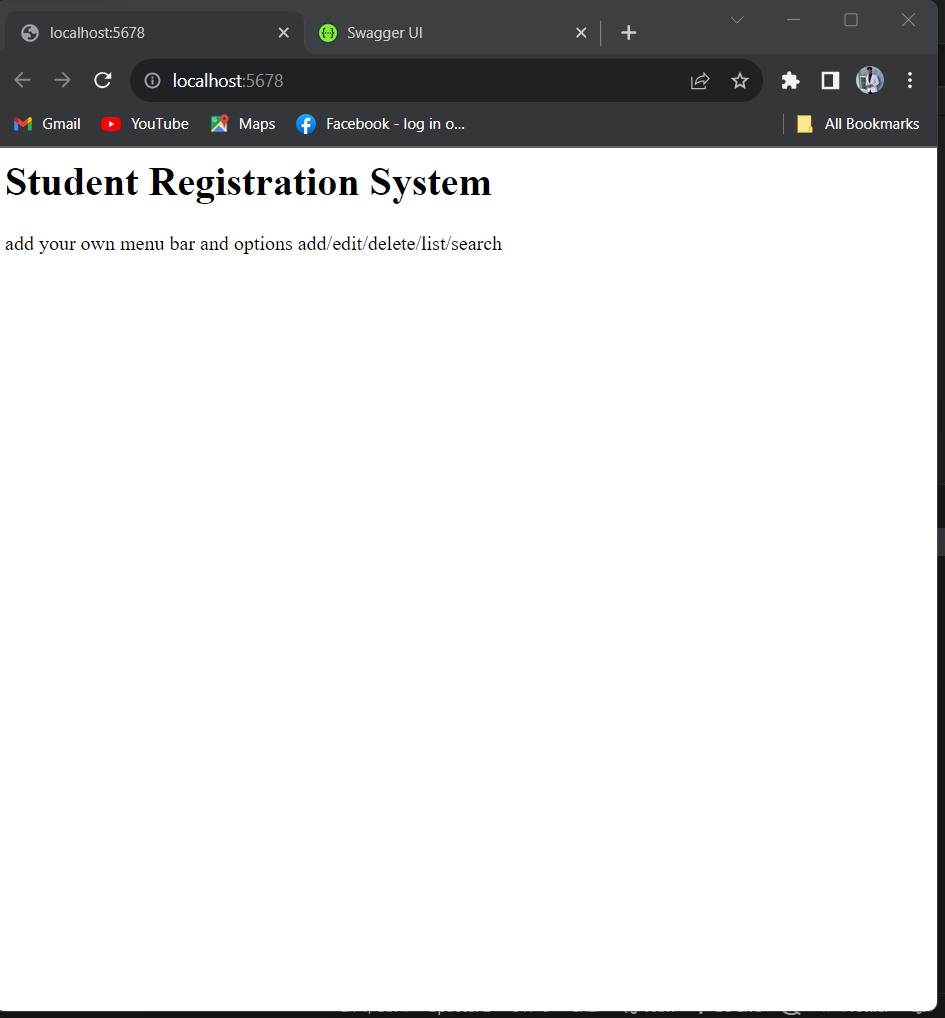 localhost:5678
Swagger UI
localhost:5678
Gmail YouTube Maps Facebook - log in o... All Bookmarks
Student Registration System
add your own menu bar and options add/edit/delete/list/search